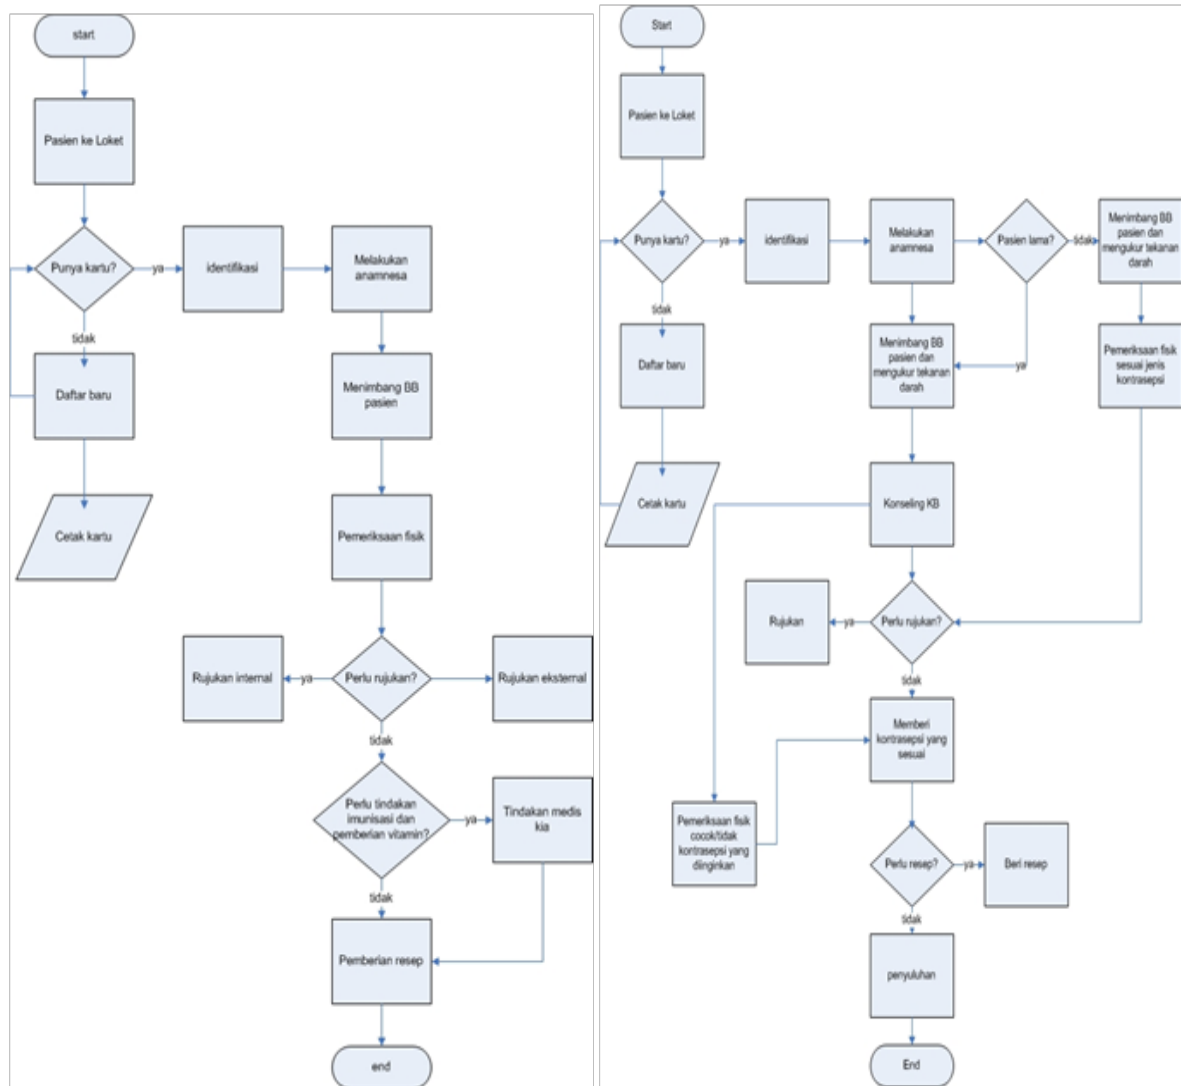 start
Pasien ke Loket
Punya kartu?
ya
identifikasi
Melakukan
anamnesa
tidak
Daftar baru
Menimbang BB
pasien
Cetak kartu
Pemeriksaan fisik
Rujukan internal
ya
Perlu rujukan?
Rujukan eksternal
tidak
Perlu tindakan
imunisasi dan
pemberian vitamin?
ya
Tindakan medis
kia
tidak
Pemberian resep
end
Start
Pasien ke Loket
Punya kartu?
ya
identifikasi
Melakukan
anamnesa
Pasien lama?
tidak
Menimbang BB
pasien dan
mengukur tekanan
darah
tidak
Daftar baru
Menimbang BB
pasien dan
mengukur tekanan
darah
ya
Pemeriksaan fisik
sesuai jenis
kontrasepsi
Cetak kartu
Konseling KB
Rujukan
ya
Perlu rujukan?
tidak
Memberi
kontrasepsi yang
sesuai
Pemeriksaan fisik
cocok/tidak
kontrasepsi yang
diinginkan
Perlu resep?
ya
Beri resep
tidak
penyuluhan
End